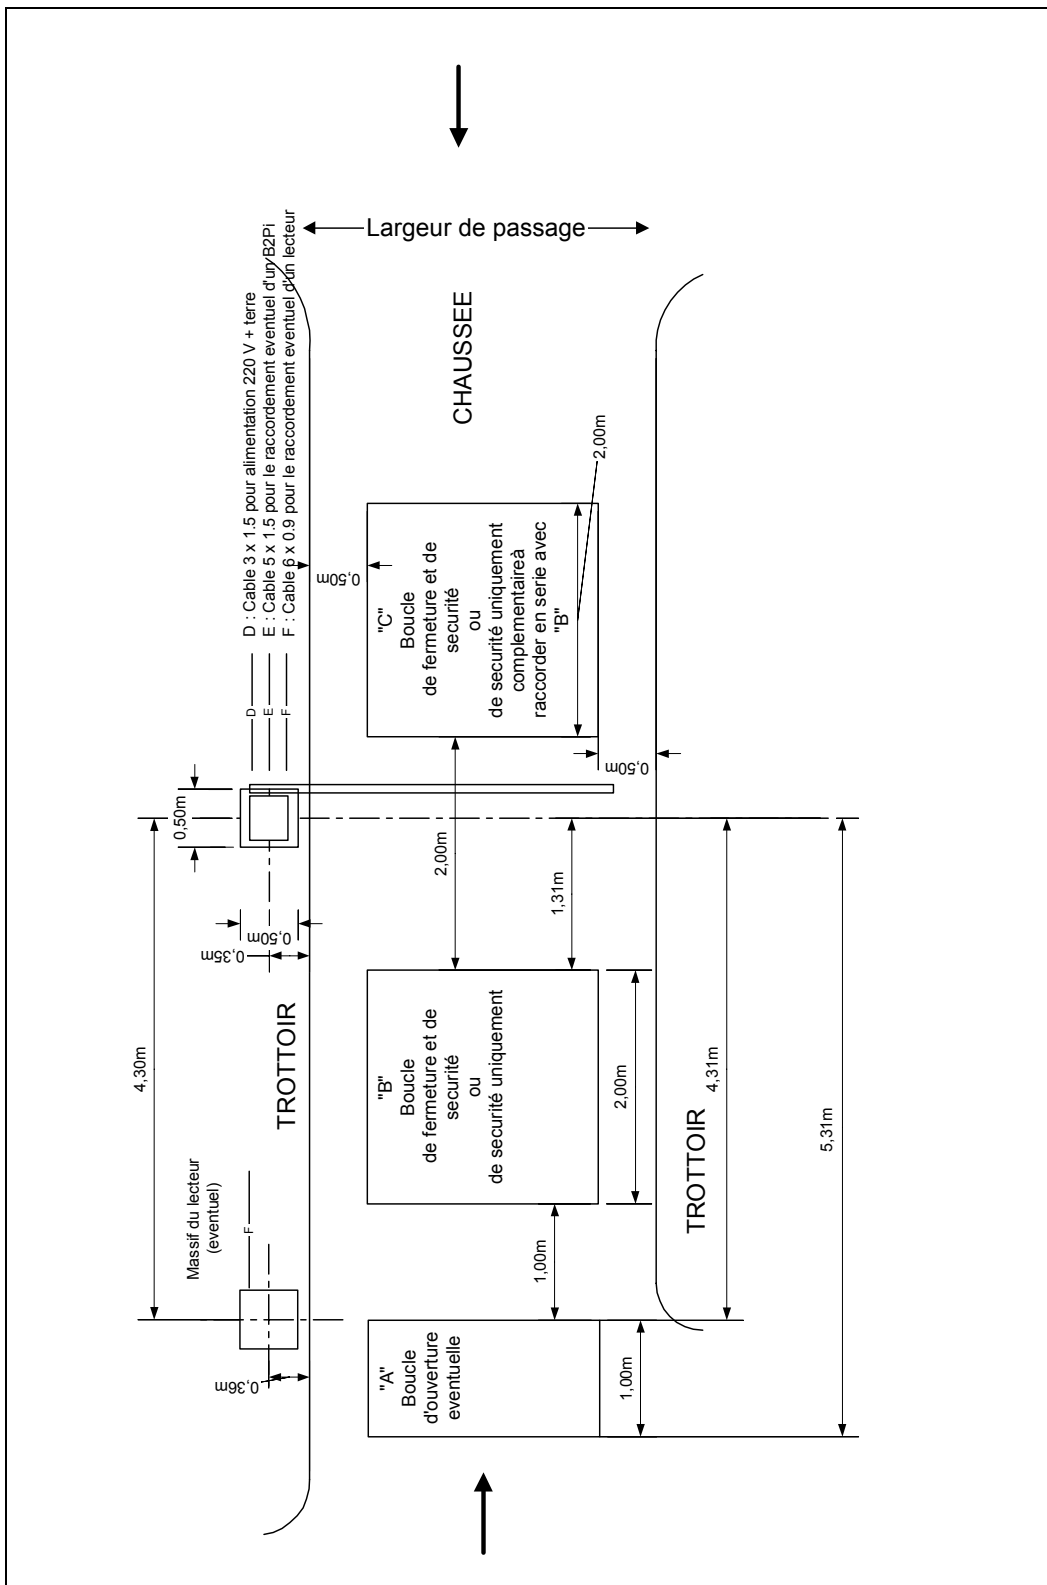 Largeur de passage
D : Cable 3 x 1.5 pour alimentation 220 V + terre
E : Cable 5 x 1.5 pour le raccordement eventuel d'un B2Pi
F : Cable 6 x 0.9 pour le raccordement eventuel d'un lecteur
CHAUSSEE
2,00m
0,50m
"C"
Boucle
de fermeture et de
securité
ou
de securité uniquement
complementaireà
raccorder en serie avec
"B"
D
E
F
0,50m
0,50m
2,00m
1,31m
0,50m
0,35m
TROTTOIR
4,30m
"B"
Boucle
de fermeture et de
securité
ou
de securité uniquement
2,00m
4,31m
5,31m
TROTTOIR
Massif du lecteur
(eventuel)
F
1,00m
0,36m
"A"
Boucle
d'ouverture
eventuelle
1,00m